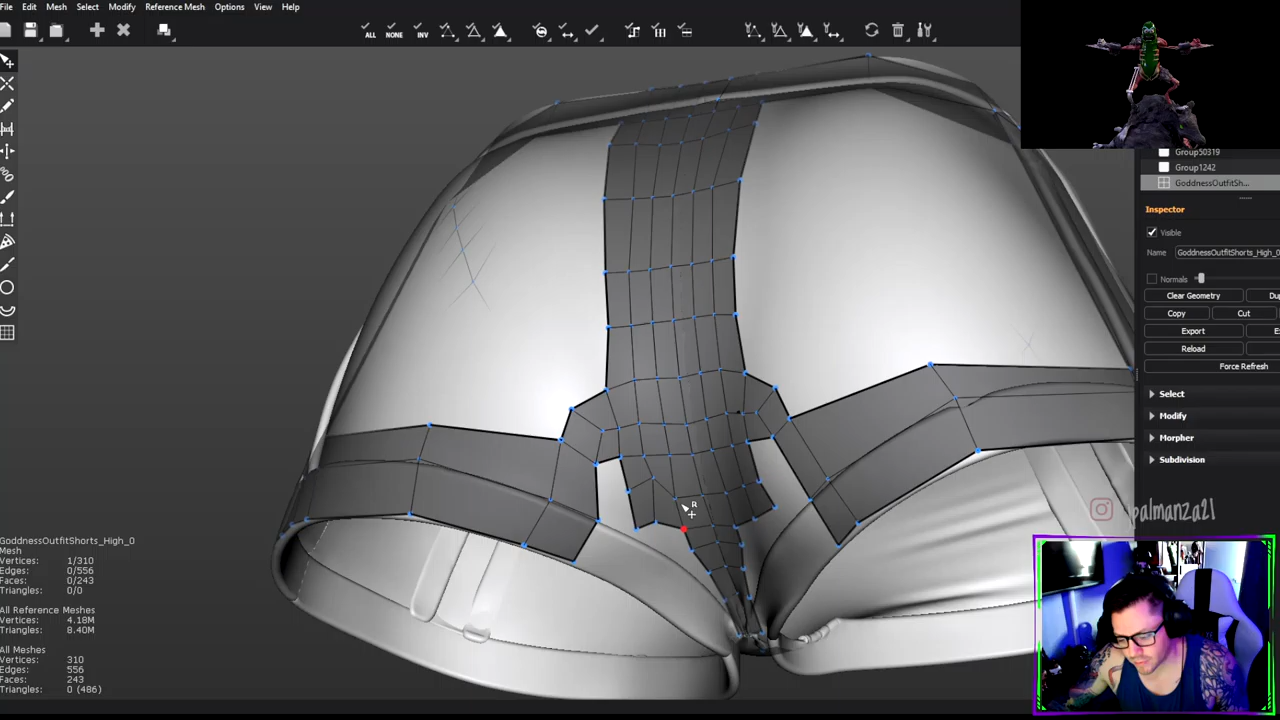 File Edit Mesh Select Modify Reference Mesh Options View Help
ALL NONE INV
Group50319
Group1242
GoddnessOutfitSh...
Inspector
Visible
Name GoddnessOutfitShorts_High_0
Normals
Clear Geometry
Copy Cut
Export
Reload
Force Refresh
Select
Modify
Morpher
Subdivision
palmanza21
R
GoddnessOutfitShorts_High_0
Mesh
Vertices: 1/310
Edges: 0/556
Faces: 0/243
Triangles: 0/0
All Reference Meshes
Vertices: 4.18M
Triangles: 8.40M
All Meshes
Vertices: 310
Edges: 556
Faces: 243
Triangles: 0 (486)